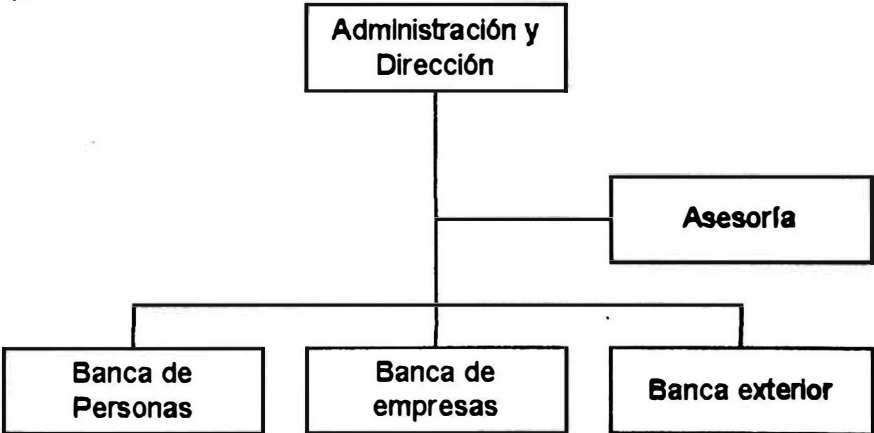 Administración y
Dirección
Asesoría
Banca de
Personas
Banca de
empresas
Banca exterior